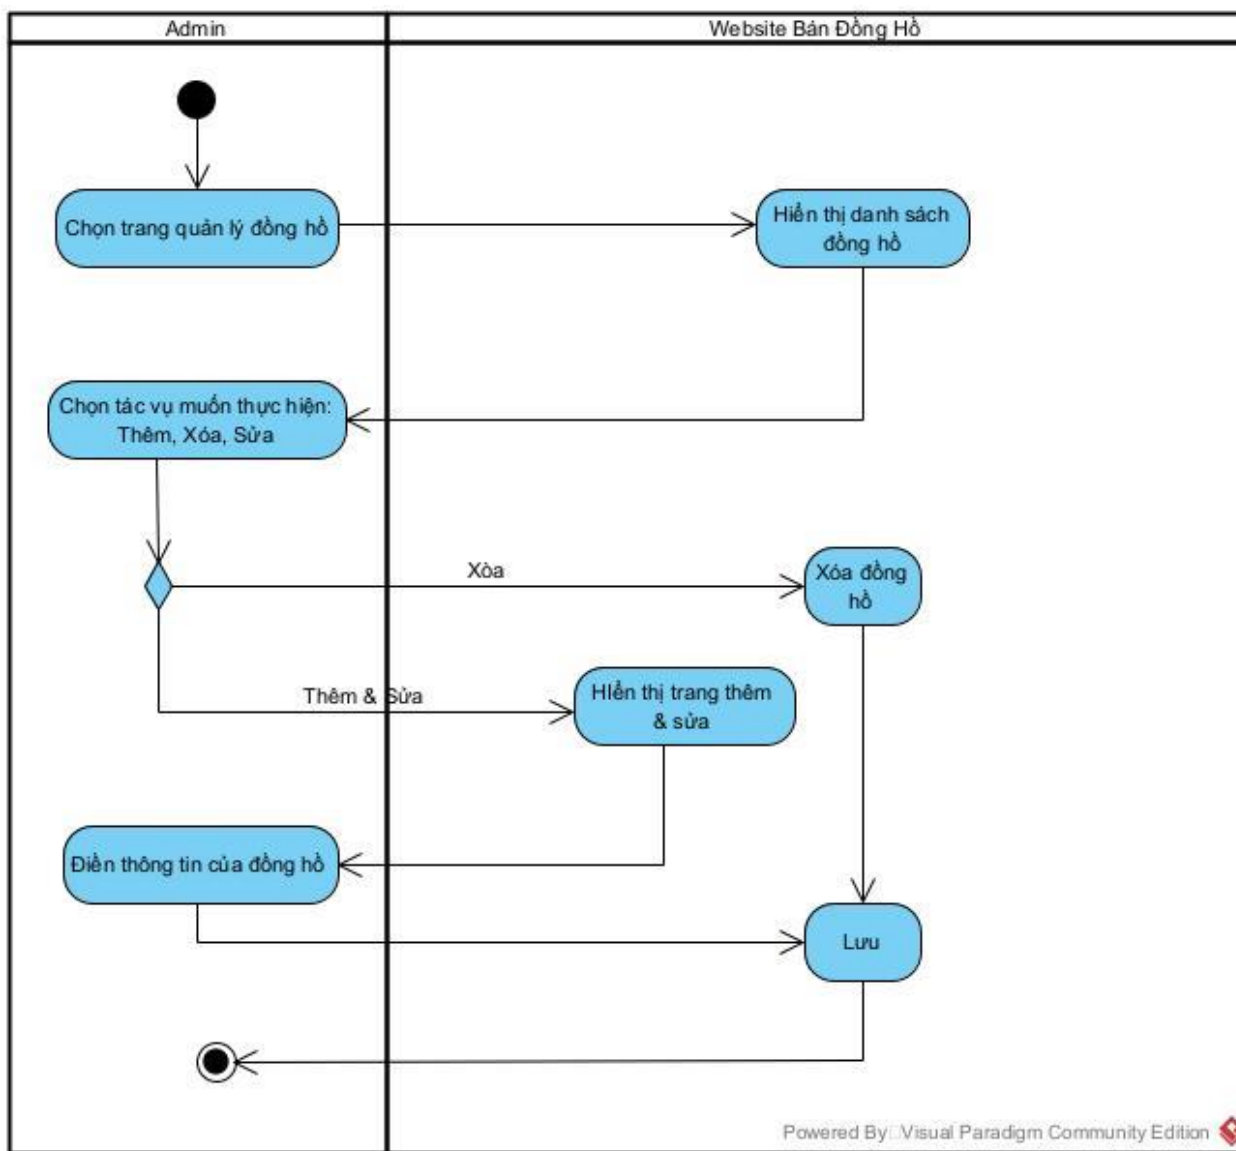 Admin
Website Bán Đồng Hồ
Chọn trang quản lý đồng hồ
Hiển thị danh sách
đồng hồ
Chọn tác vụ muốn thực hiện:
Thêm, Xóa, Sửa
Xòa
Xóa đồng
hồ
Thêm & Sửa
HIển thị trang thêm
& sửa
Điền thông tin của đồng hồ
Lưu
Powered By Visual Paradigm Community Edition